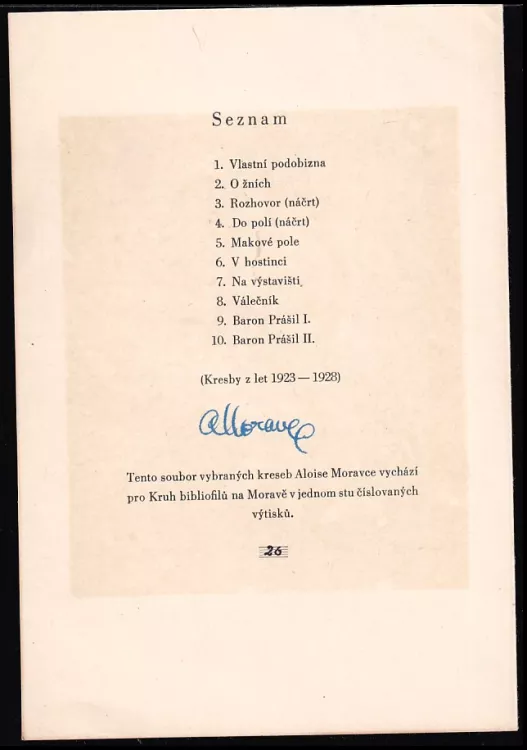 Seznam
1. Vlastní podobizna
2. O žních
3. Rozhovor (náčrt)
4. Do polí (náčrt)
5. Makové pole
6. V hostinci
7. Na výstavišti
8. Válečník
9. Baron Prášil I.
10. Baron Prášil II.
(Kresby z let 1923 — 1928)
AMoravec
Tento soubor vybraných kreseb Aloise Moravce vychází
pro Kruh bibliofilů na Moravě v jednom stu číslovaných
výtisků.
26